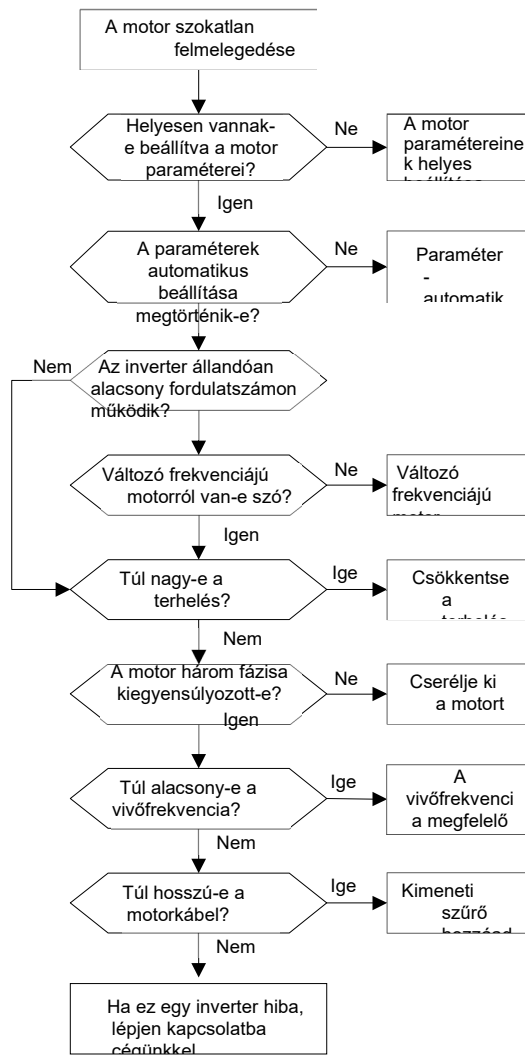 A motor szokatlan
felmelegedése
Helyesen vannak-
e beállítva a motor
paraméterei?
Ne
A motor
paramétereine
k helyes
Igen
A paraméterek
automatikus
beállítása
megtörténik-e?
Ne
Paraméter
-
automatik
Nem
Az inverter állandóan
alacsony fordulatszámon
működik?
Változó frekvenciájú
motorról van-e szó?
Ne
Változó
frekvenciájú
Igen
Túl nagy-e a
terhelés?
Ige
Csökkentse
a
Nem
A motor három fázisa
kiegyensúlyozott-e?
Ne
Cserélje ki
a motort
Igen
Túl alacsony-e a
vivőfrekvencia?
Ige
A
vivőfrekvenci
a megfelelő
Nem
Túl hosszú-e a
motorkábel?
Ige
Kimeneti
szűrő
Nem
Ha ez egy inverter hiba,
lépjen kapcsolatba
cégünkkel